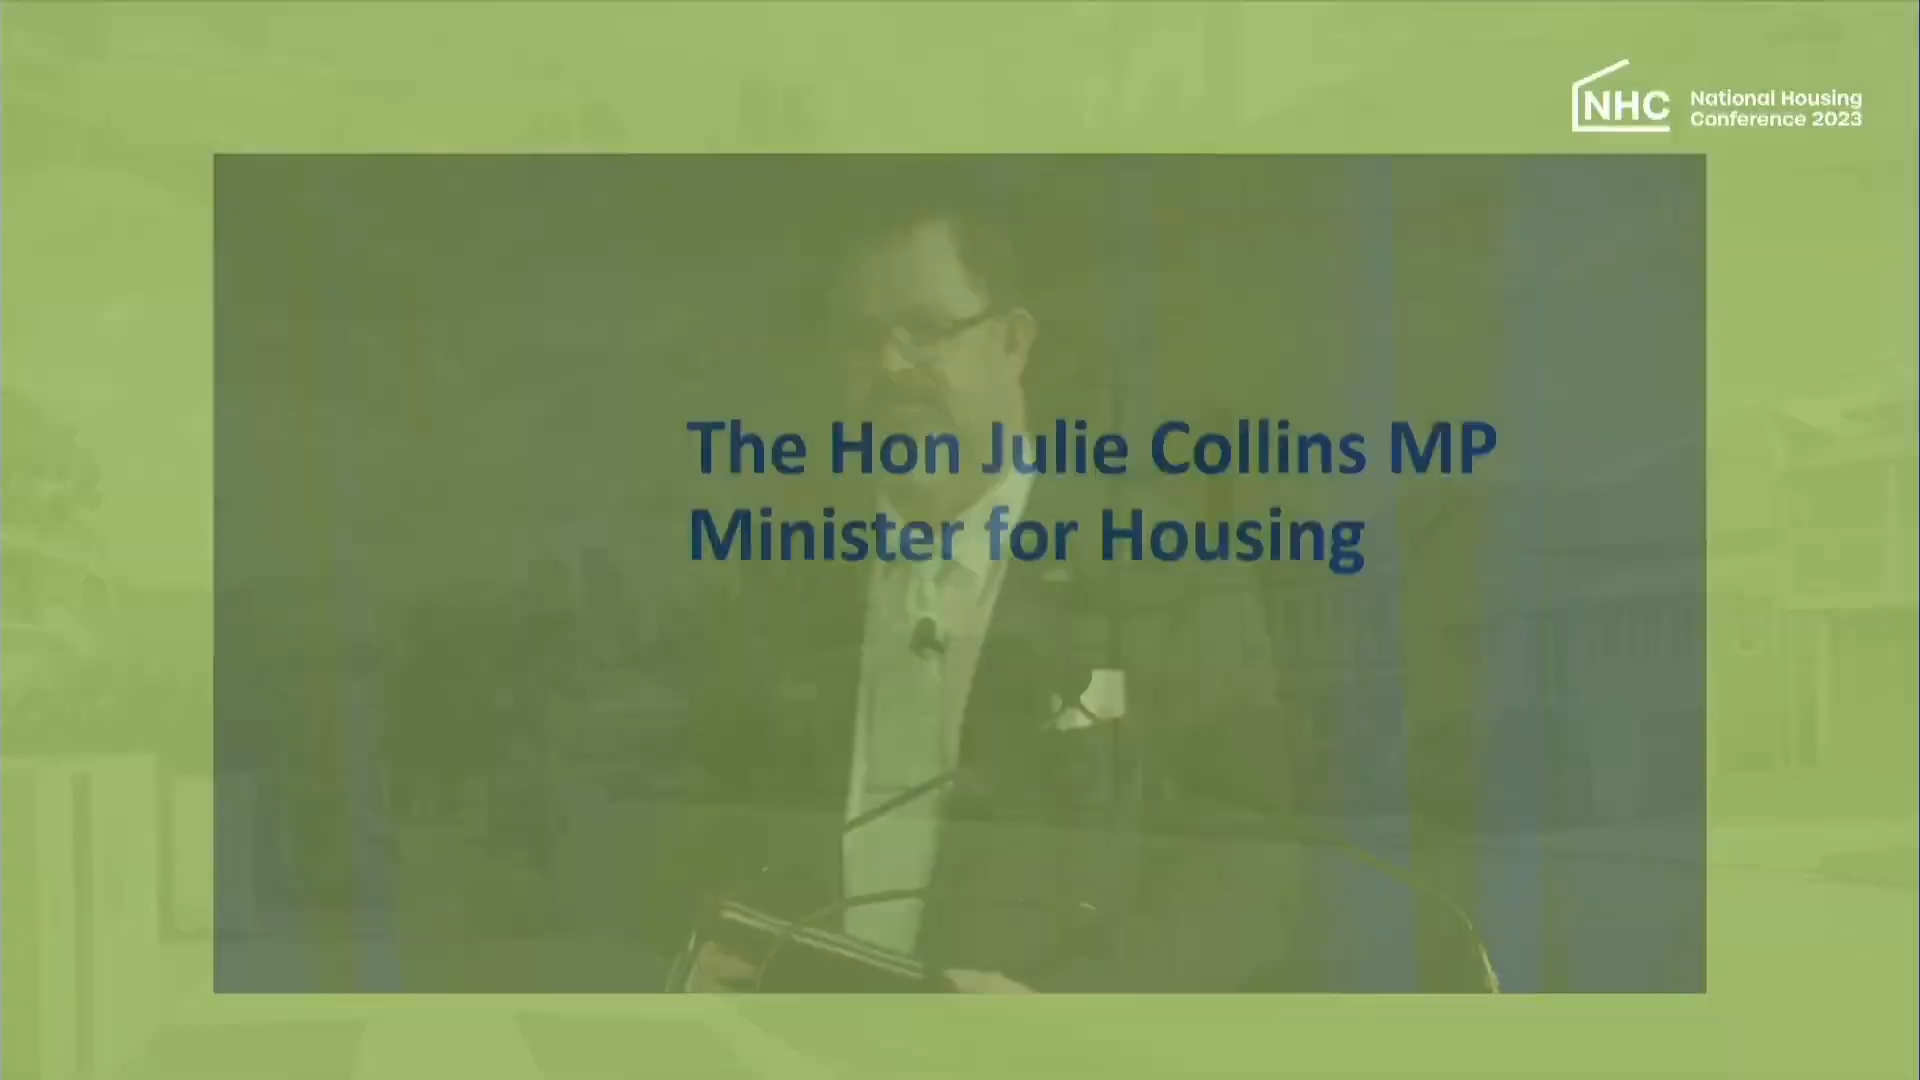 NHC
National Housing
Conference 2023
The Hon Julie Collins MP
Minister for Housing